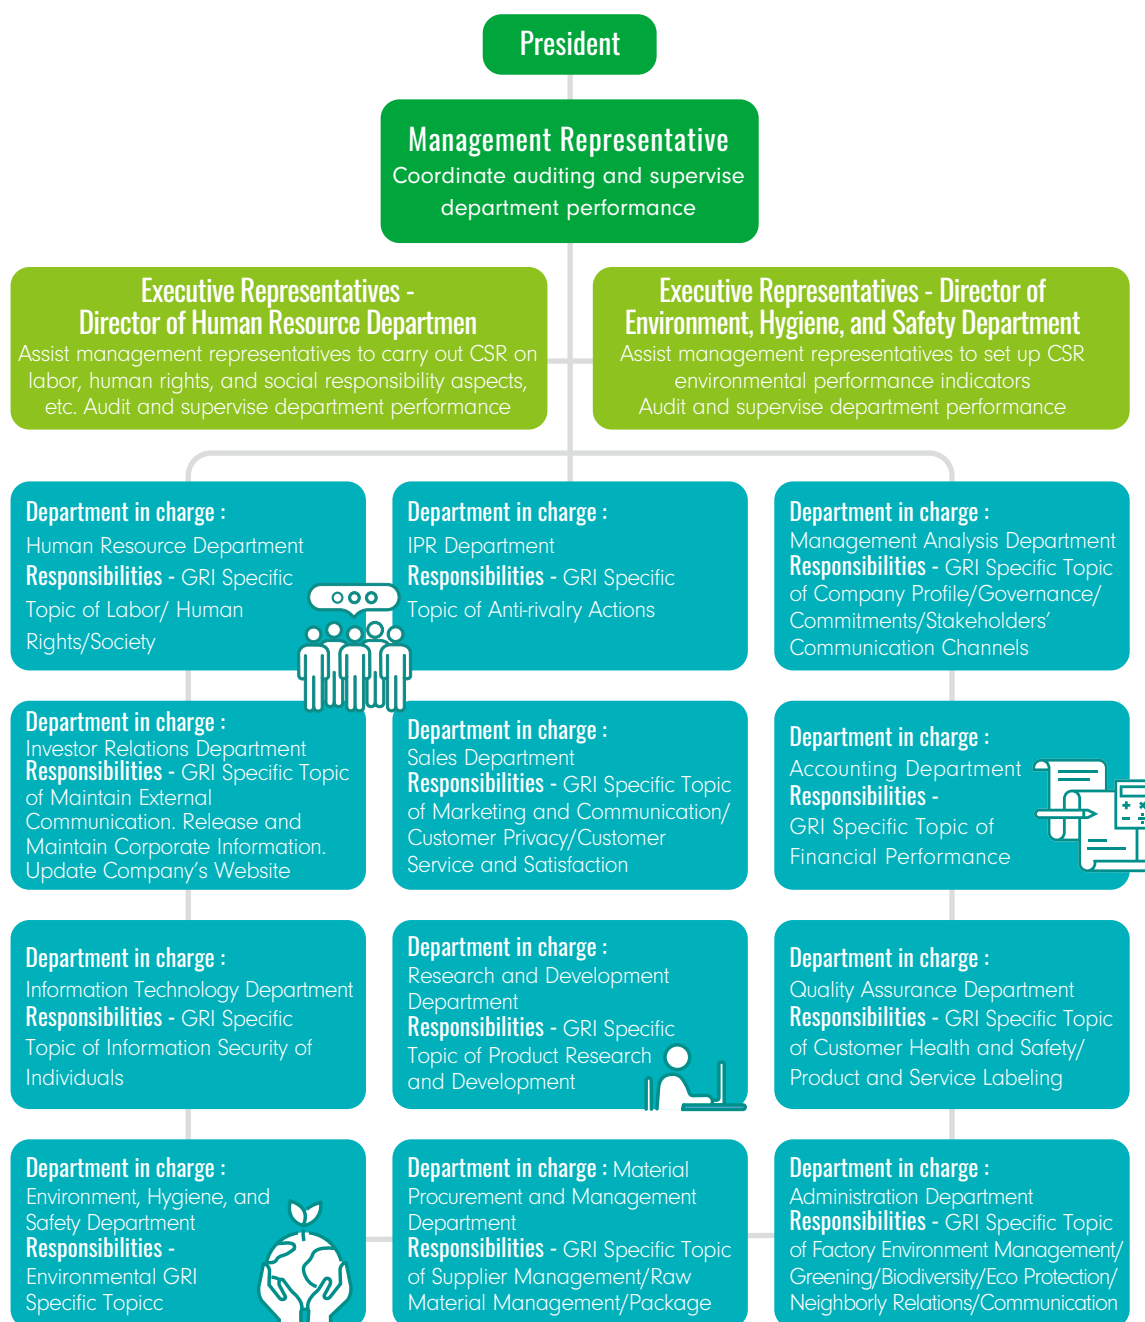 President
Management Representative
Coordinate auditing and supervise
department performance
Executive Representatives -
Director of Human Resource Departmen
Assist management representatives to carry out CSR on
labor, human rights, and social responsibility aspects,
etc. Audit and supervise department performance
Executive Representatives - Director of
Environment, Hygiene, and Safety Department
Assist management representatives to set up CSR
environmental performance indicators
Audit and supervise department performance
Department in charge :
Human Resource Department
Responsibilities - GRI Specific
Topic of Labor/ Human
Rights/Society
Department in charge :
IPR Department
Responsibilities - GRI Specific
Topic of Anti-rivalry Actions
Department in charge :
Management Analysis Department
Responsibilities - GRI Specific Topic
of Company Profile/Governance/
Commitments/Stakeholders’
Communication Channels
Department in charge :
Investor Relations Department
Responsibilities - GRI Specific Topic
of Maintain External
Communication. Release and
Maintain Corporate Information.
Update Company’s Website
Department in charge :
Sales Department
Responsibilities - GRI Specific Topic
of Marketing and Communication/
Customer Privacy/Customer
Service and Satisfaction
Department in charge :
Accounting Department
Responsibilities -
GRI Specific Topic of
Financial Performance
Department in charge :
Information Technology Department
Responsibilities - GRI Specific
Topic of Information Security of
Individuals
Department in charge :
Research and Development
Department
Responsibilities - GRI Specific
Topic of Product Research
and Development
Department in charge :
Quality Assurance Department
Responsibilities - GRI Specific Topic
of Customer Health and Safety/
Product and Service Labeling
Department in charge :
Environment, Hygiene, and
Safety Department
Responsibilities -
Environmental GRI
Specific Topicc
Department in charge : Material
Procurement and Management
Department
Responsibilities - GRI Specific Topic
of Supplier Management/Raw
Material Management/Package
Department in charge :
Administration Department
Responsibilities - GRI Specific Topic
of Factory Environment Management/
Greening/Biodiversity/Eco Protection/
Neighborly Relations/Communication